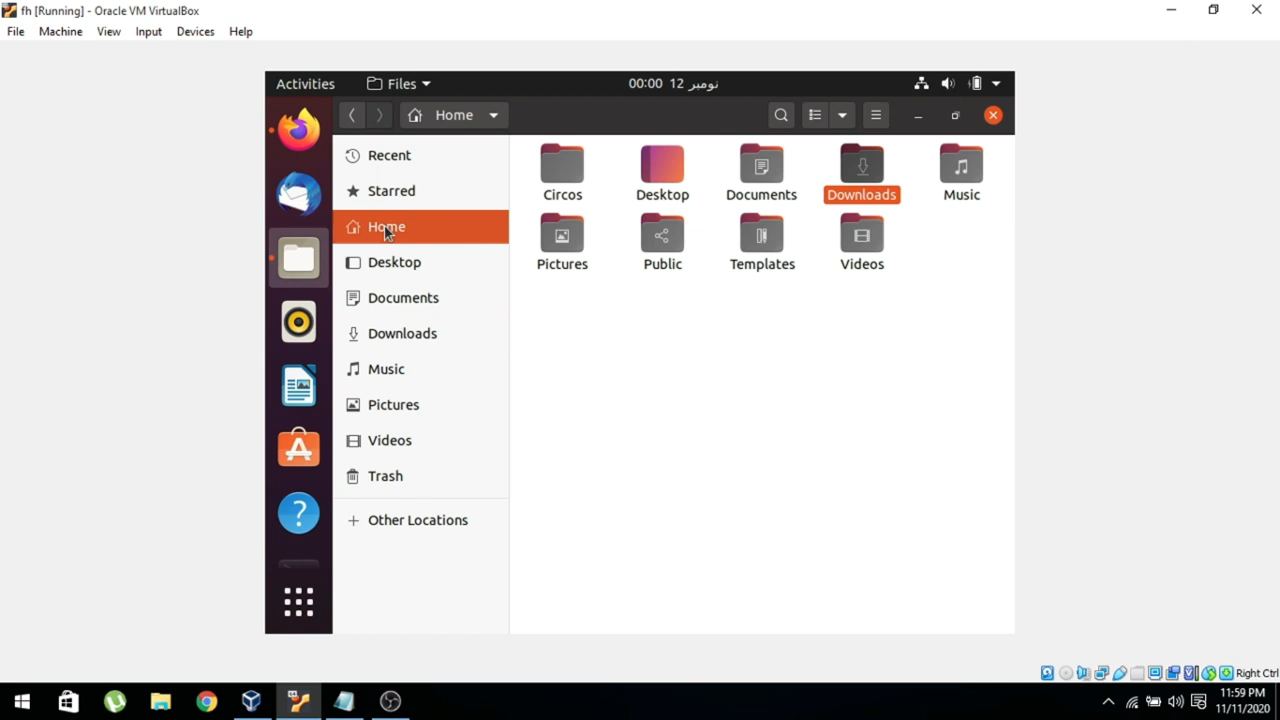 fh [Running] - Oracle VM VirtualBox
File Machine View Input Devices Help
Activities Files 00:00 12 نومبر
Home
Recent
Starred
Home
Desktop
Documents
Downloads
Music
Pictures
Videos
Trash
Other Locations
Circos Desktop Documents Downloads Music
Pictures Public Templates Videos
Right Ctrl
11:59 PM
11/11/2020